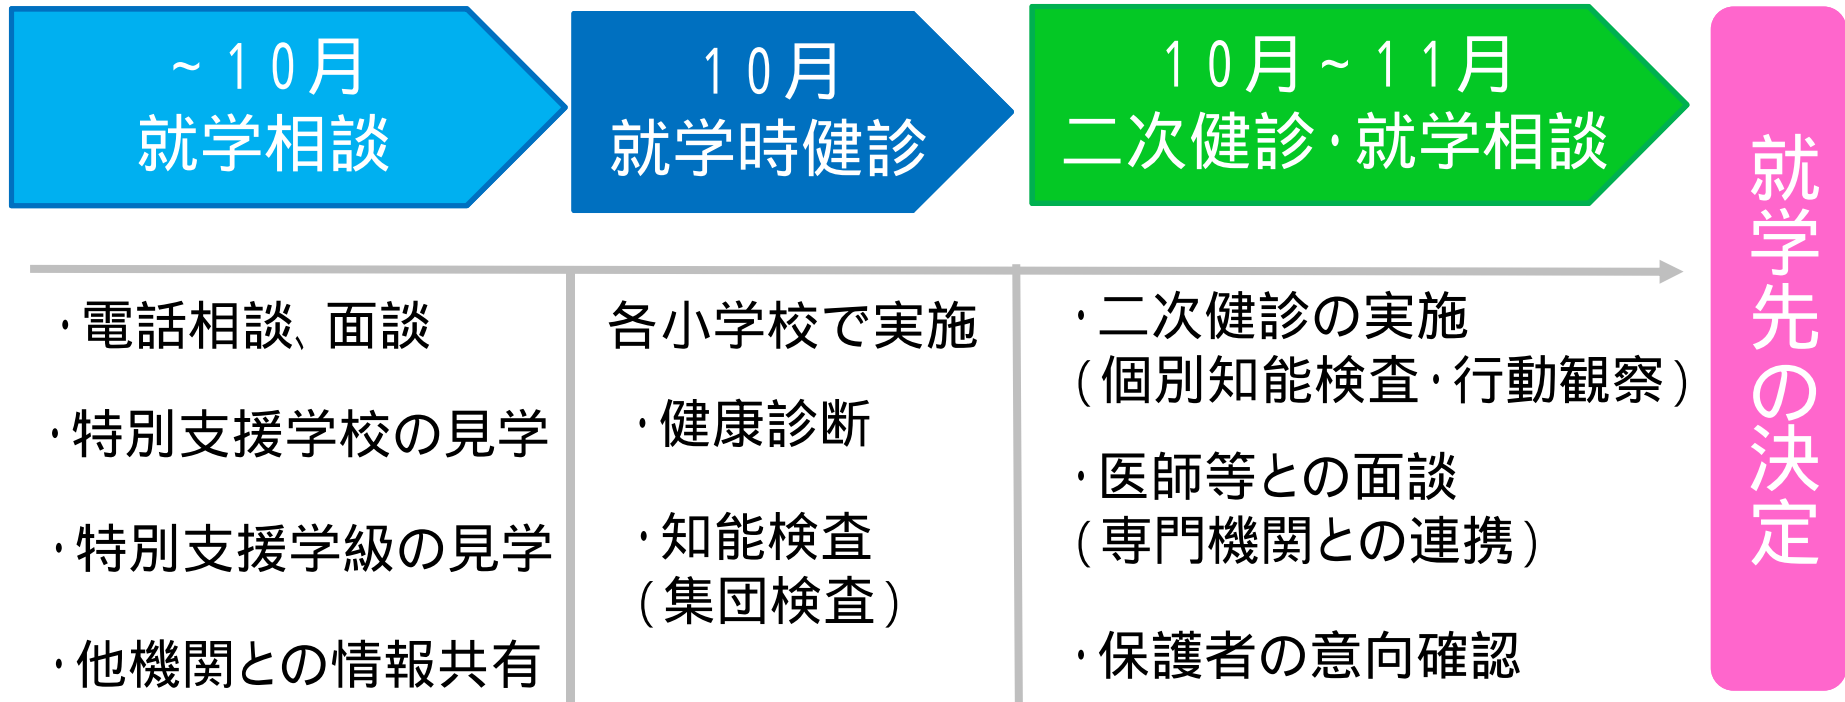 ~10月
就学相談
10月
就学時健診
10月~11月
二次健診・就学相談
・電話相談、面談
・特別支援学校の見学
・特別支援学級の見学
・他機関との情報共有
各小学校で実施
・健康診断
・知能検査
(集団検査)
・二次健診の実施
(個別知能検査・行動観察)
・医師等との面談
(専門機関との連携)
・保護者の意向確認
就学先の決定